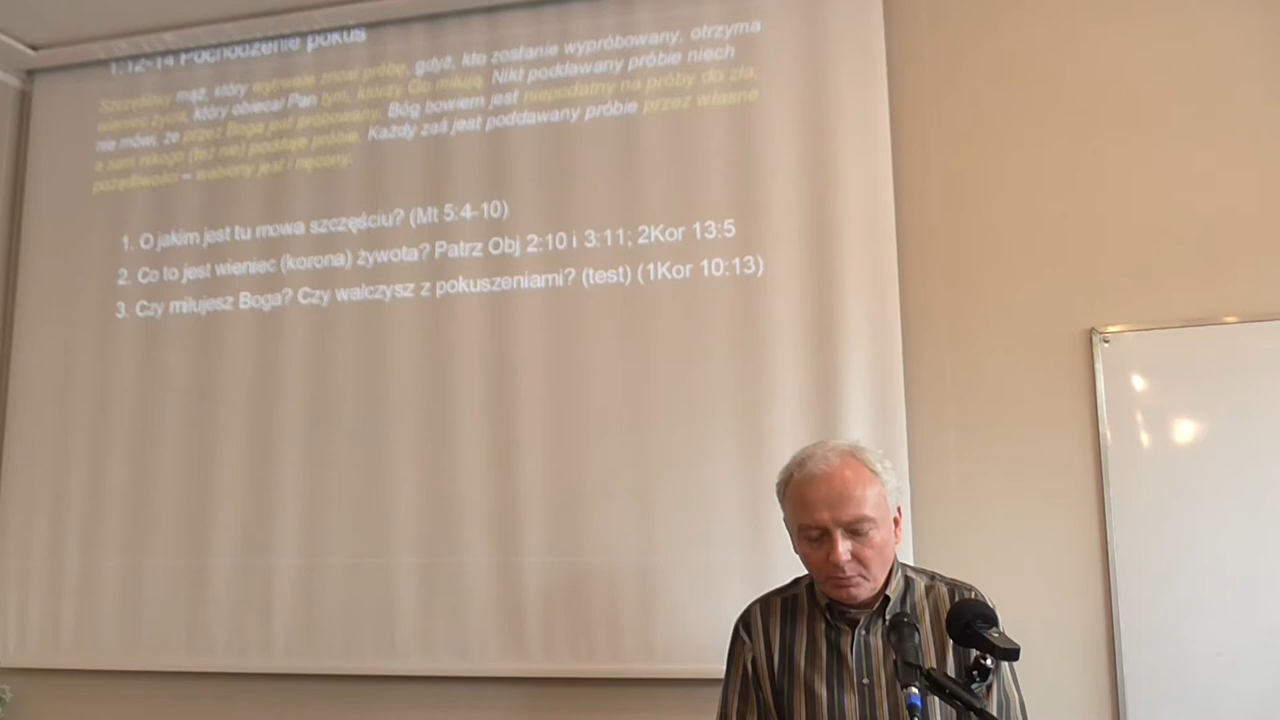 1:12-14 Pochodzenie pokus
Szczęśliwy mąż, który wytrwale znosi próbę, gdyż, kto zostanie wypróbowany, otrzyma
wieniec życia, który obiecał Pan tym, którzy Go miłują. Nikt poddawany próbie niech
nie mówi, że przez Boga jest próbowany. Bóg bowiem jest niepodatny na próby do zła,
a sam nikogo (też nie) poddaje próbie. Każdy zaś jest poddawany próbie przez własne
pożądliwości – wabiony jest i nęcony.
1. O jakim jest tu mowa szczęściu? (Mt 5:4-10)
2. Co to jest wieniec (korona) żywota? Patrz Obj 2:10 i 3:11; 2Kor 13:5
3. Czy miłujesz Boga? Czy walczysz z pokuszeniami? (test) (1Kor 10:13)